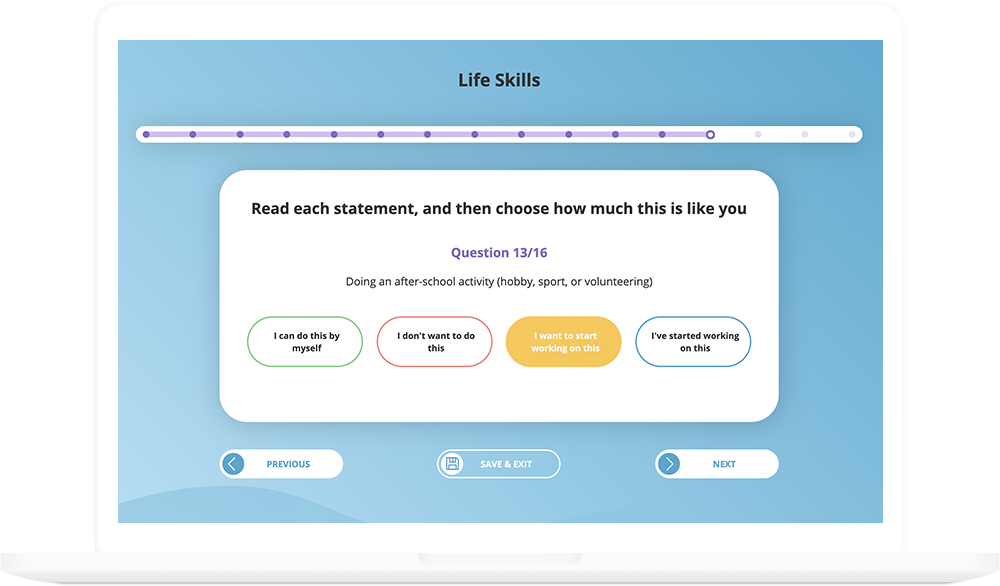 Life Skills
Read each statement, and then choose how much this is like you
Question 13/16
Doing an after-school activity (hobby, sport, or volunteering)
I can do this by
myself
I don't want to do
this
I want to start
working on this
I've started working
on this
PREVIOUS
SAVE & EXIT
NEXT